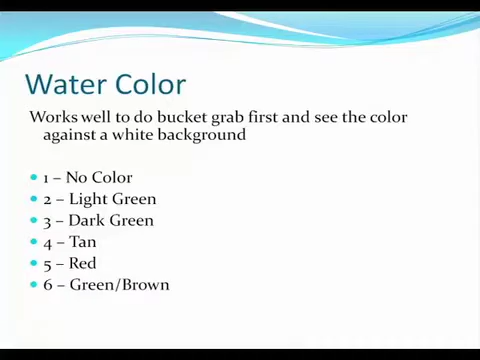 Water Color
Works well to do bucket grab first and see the color
against a white background
1 – No Color
2 – Light Green
3 – Dark Green
4 – Tan
5 – Red
6 – Green/Brown